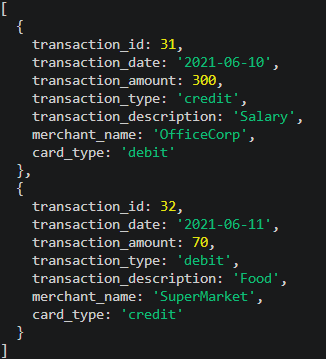 [
  {
    transaction_id: 31,
    transaction_date: '2021-06-10',
    transaction_amount: 300,
    transaction_type: 'credit',
    transaction_description: 'Salary',
    merchant_name: 'OfficeCorp',
    card_type: 'debit'
  },
  {
    transaction_id: 32,
    transaction_date: '2021-06-11',
    transaction_amount: 70,
    transaction_type: 'debit',
    transaction_description: 'Food',
    merchant_name: 'SuperMarket',
    card_type: 'credit'
  }
]